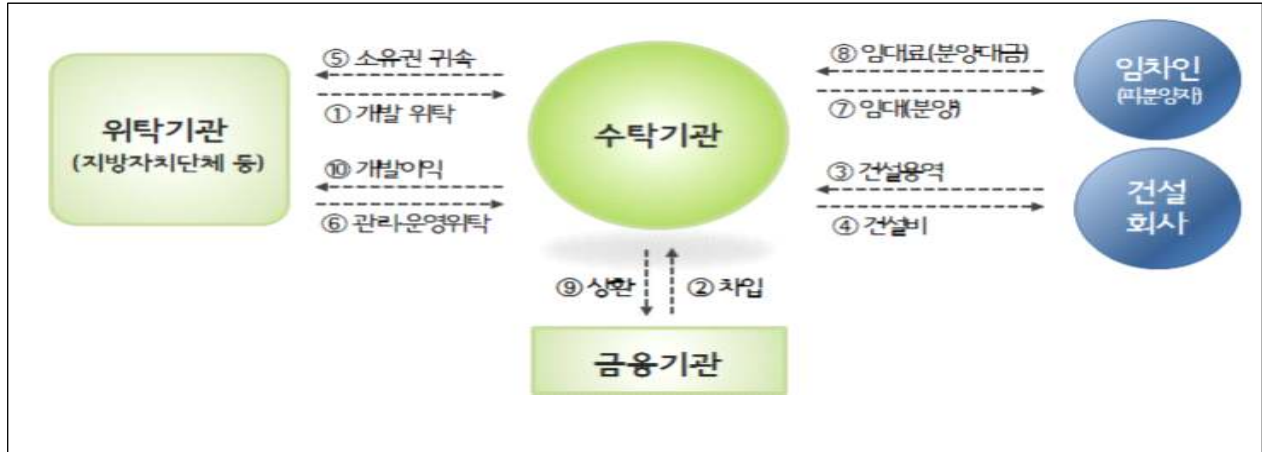 ⑤ 소유권 귀속
① 개발 위탁
위탁기관
(지방자치단체 등)
⑩ 개발이익
⑥ 관리·운영위탁
수탁기관
⑧ 임대료(분양대금)
⑦ 임대(분양)
임차인
(피분양자)
③ 건설용역
④ 건설비
건설
회사
⑨ 상환
② 차입
금융기관